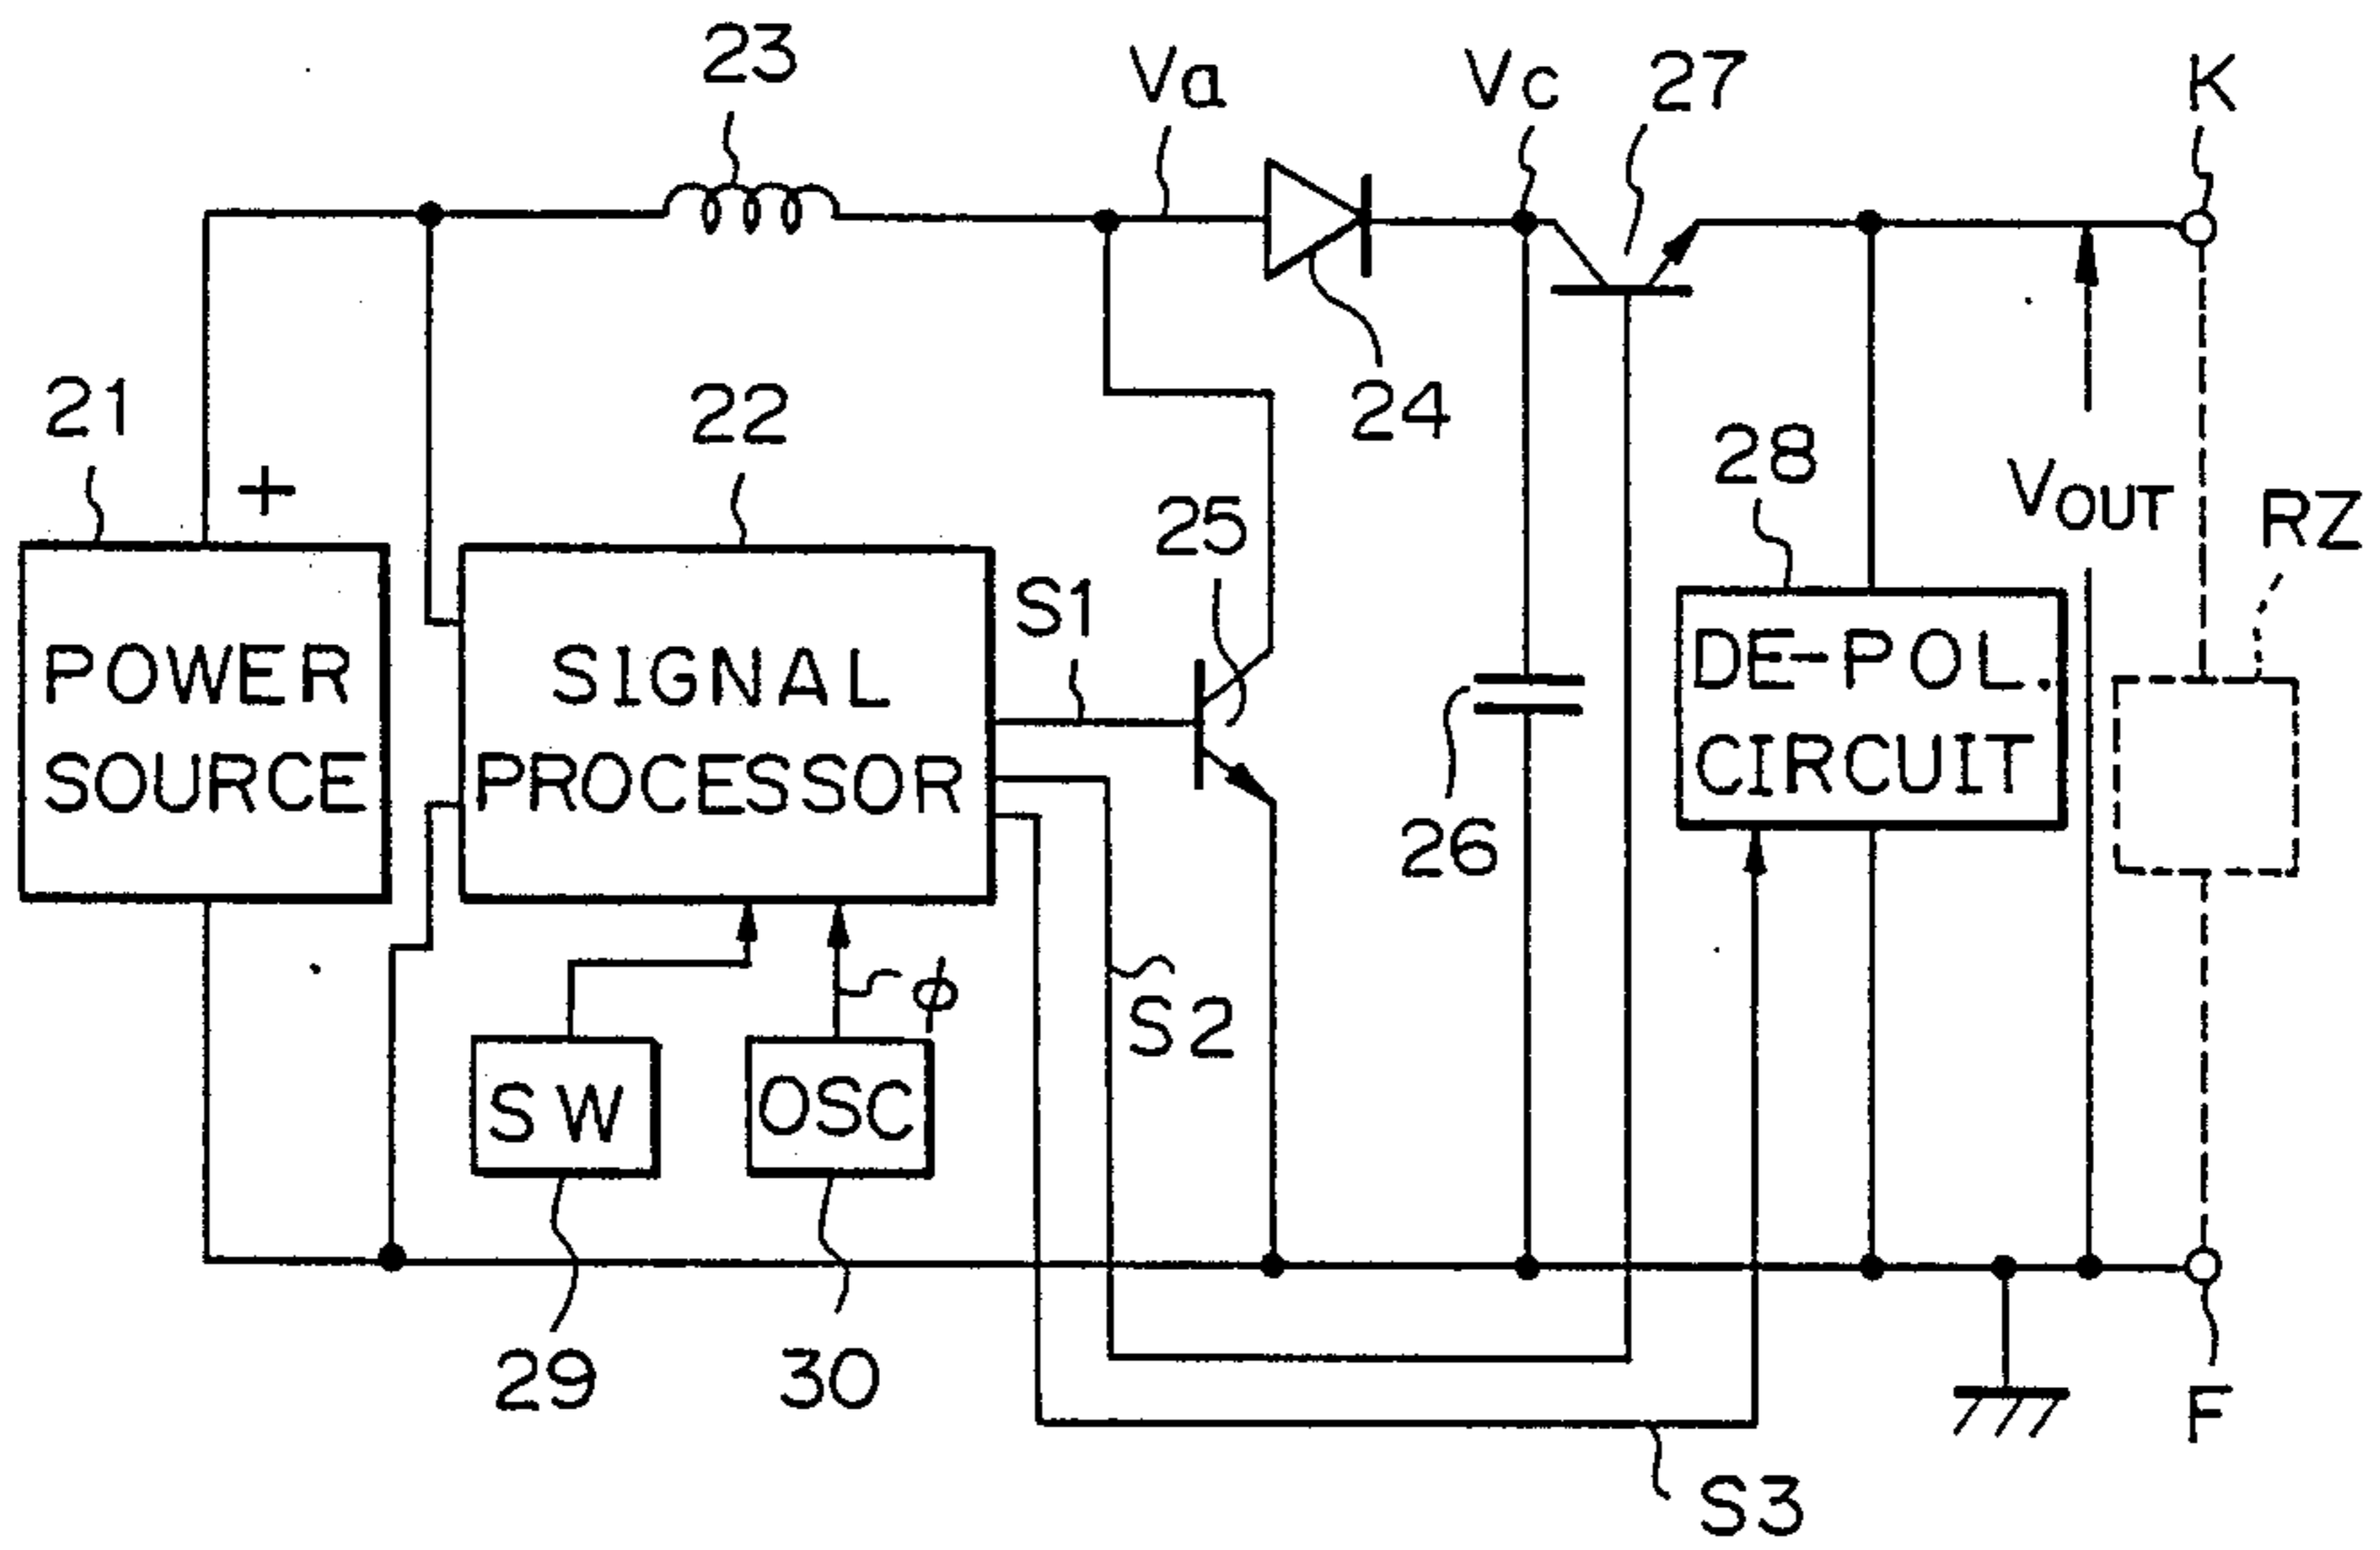 23
Va
Vc
27
K
21
+
22
24
25
28
VOUT
RZ
S1
POWER
SOURCE
SIGNAL
PROCESSOR
DE-POL.
CIRCUIT
26
S2
ϕ
SW
OSC
29
30
F
S3